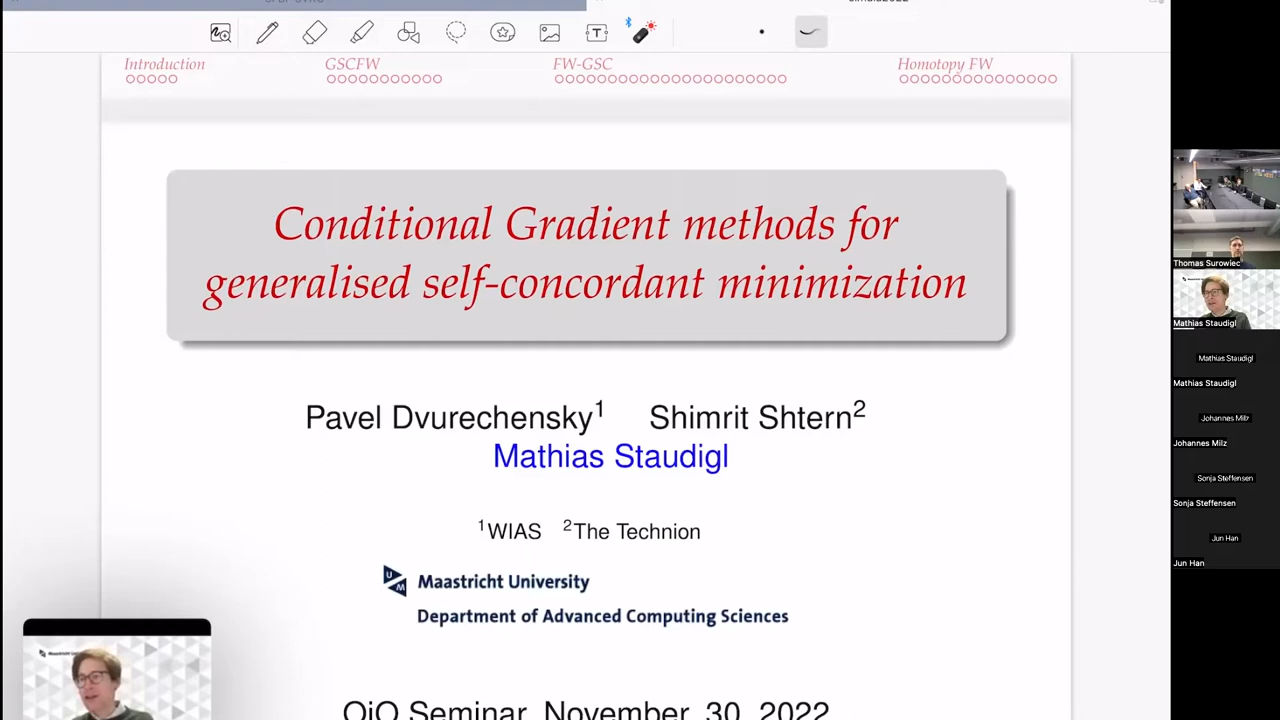 Introduction
GSCFW
FW-GSC
Homotopy FW
T
Conditional Gradient methods for
generalised self-concordant minimization
Pavel Dvurechensky1 Shimrit Shtern2
Mathias Staudigl
1WIAS 2The Technion
UM
Maastricht University
Department of Advanced Computing Sciences
OiO Seminar, November, 30, 2022
Thomas Surowiec
Mathias Staudigl
Mathias Staudigl
Mathias Staudigl
Johannes Milz
Johannes Milz
Sonja Steffensen
Sonja Steffensen
Jun Han
Jun Han